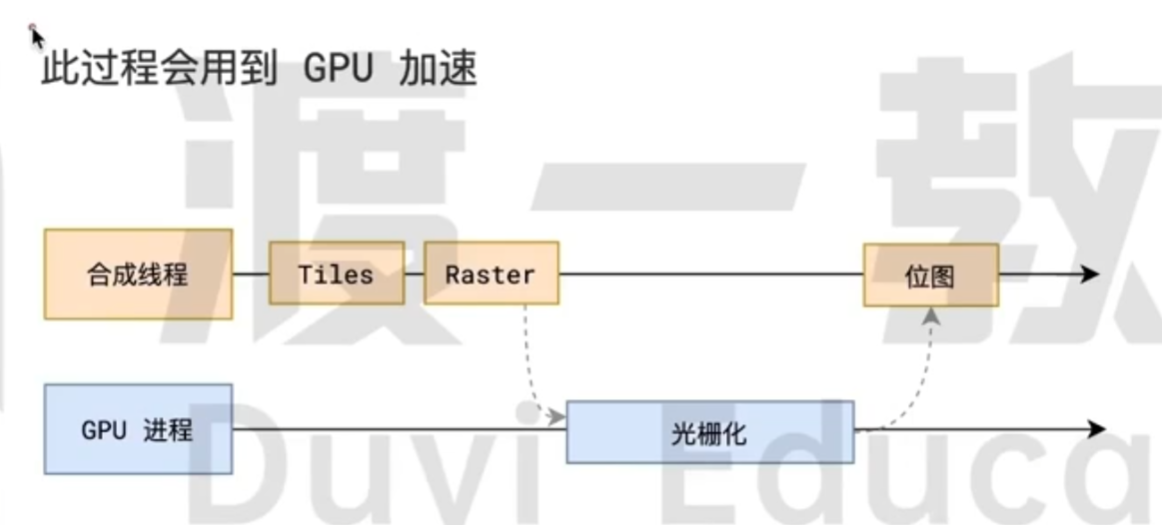 此过程会用到 GPU 加速
渡一教
合成线程
Tiles
Raster
位图
GPU 进程
光栅化
Duvi Educa